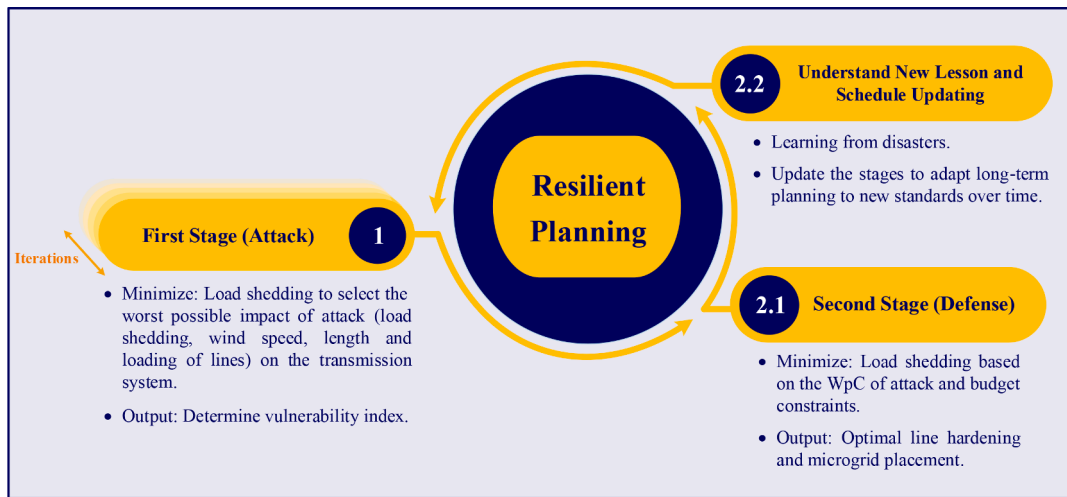 Resilient
Planning
First Stage (Attack)
1
Iterations
• Minimize: Load shedding to select the
worst possible impact of attack (load
shedding, wind speed, length and
loading of lines) on the transmission
system.
• Output: Determine vulnerability index.
2.1
Second Stage (Defense)
• Minimize: Load shedding based
on the WpC of attack and budget
constraints.
• Output: Optimal line hardening
and microgrid placement.
2.2
Understand New Lesson and
Schedule Updating
• Learning from disasters.
• Update the stages to adapt long-term
planning to new standards over time.